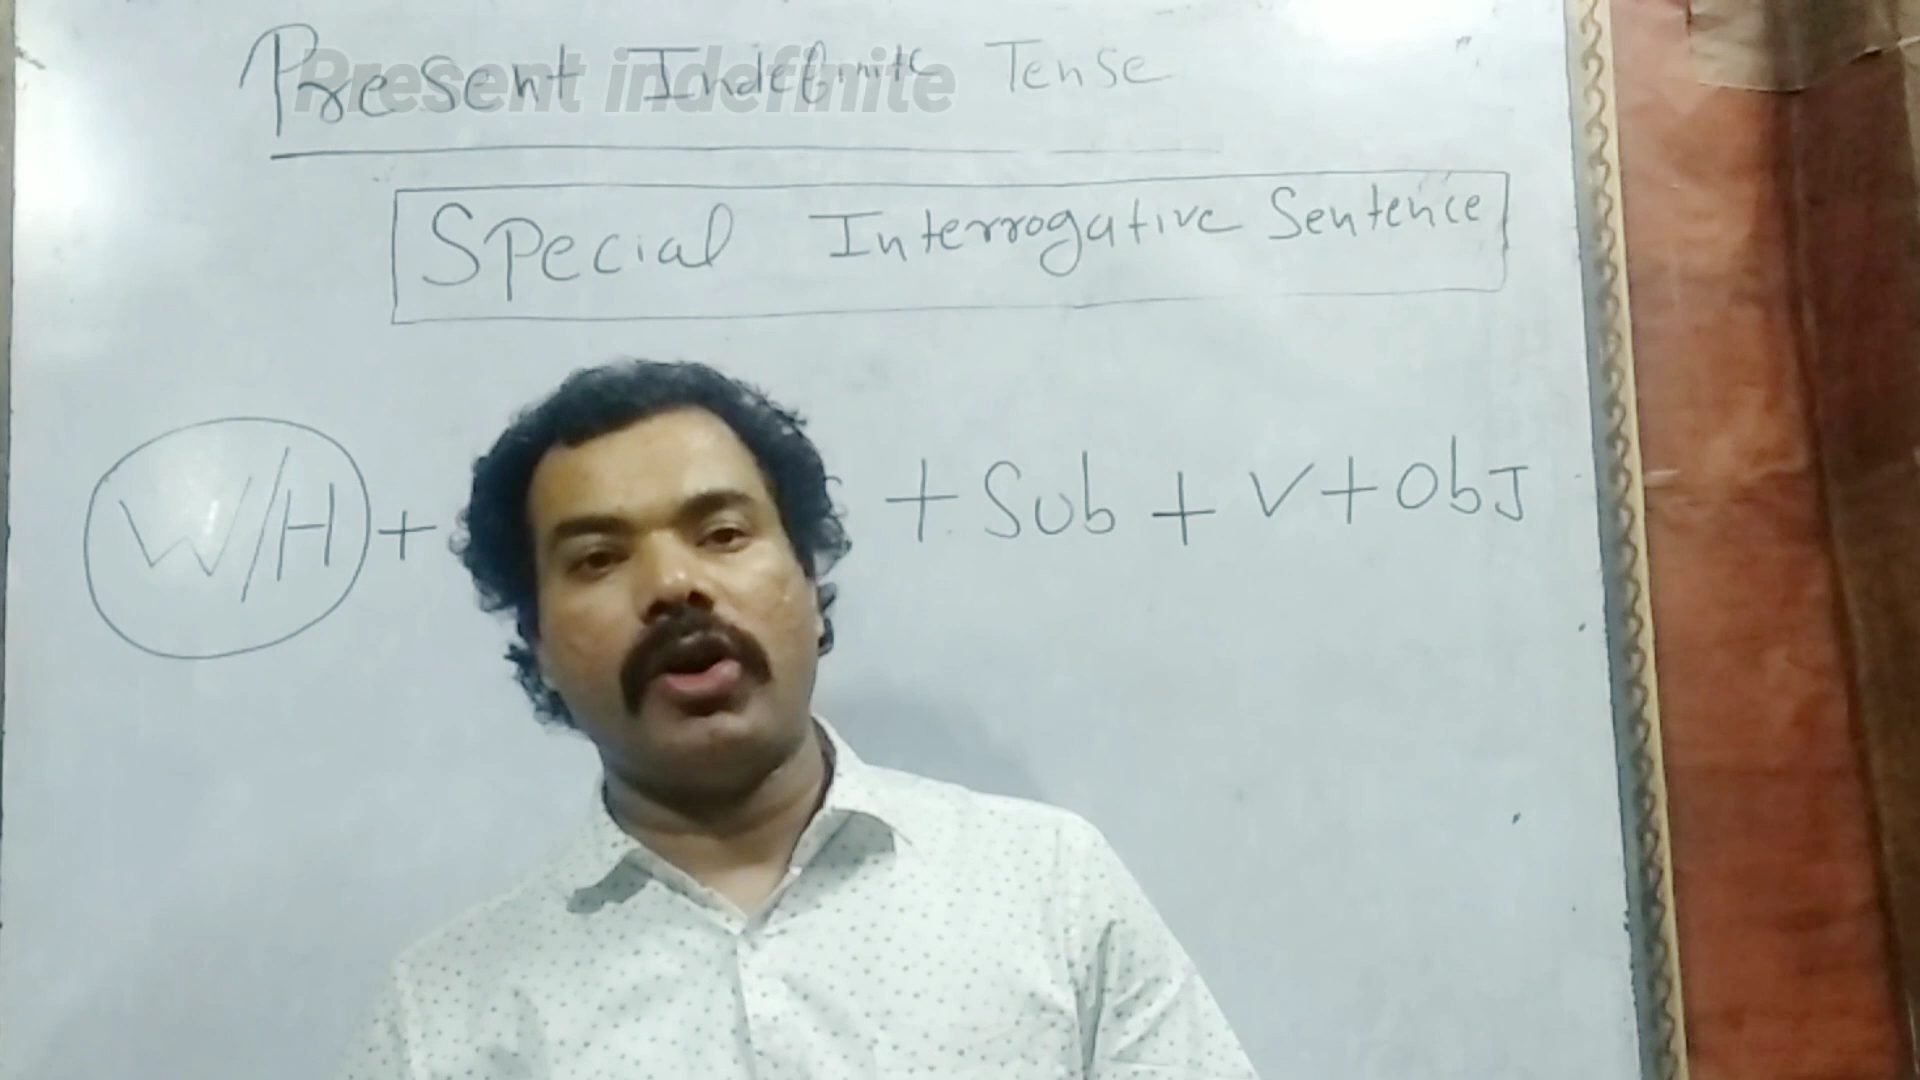 Present Indefinite Tense
Present indefinite
Special Interrogative Sentence
W/H + + Sub + V + Obj